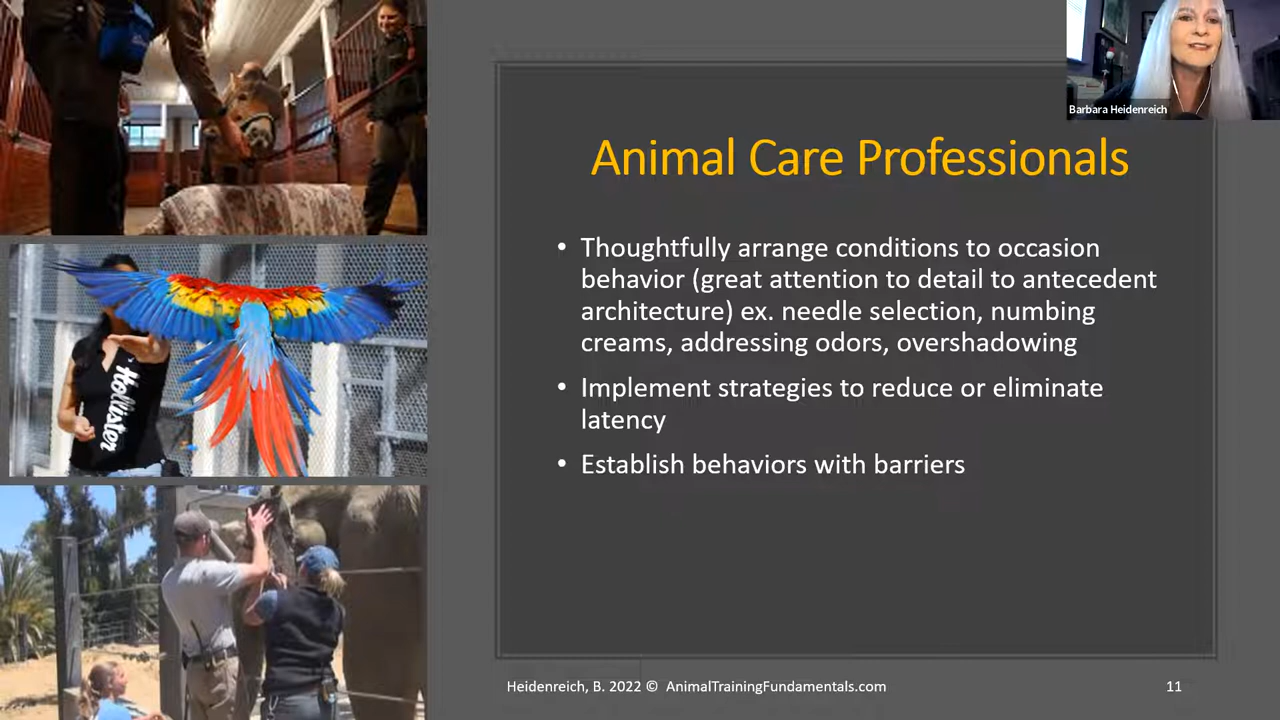 Barbara Heidenreich
Animal Care Professionals
• Thoughtfully arrange conditions to occasion
behavior (great attention to detail to antecedent
architecture) ex. needle selection, numbing
creams, addressing odors, overshadowing
• Implement strategies to reduce or eliminate
latency
• Establish behaviors with barriers
Hollister
Heidenreich, B. 2022 © AnimalTrainingFundamentals.com
11